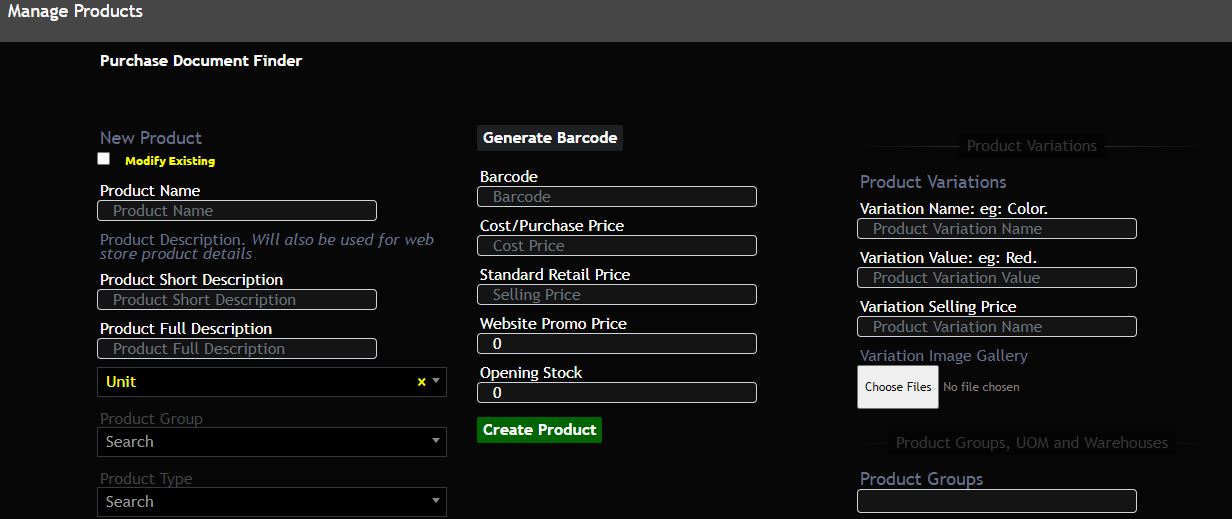 Manage Products
Purchase Document Finder
New Product
Modify Existing
Product Name
Product Name
Product Description. Will also be used for web
store product details
Product Short Description
Product Short Description
Product Full Description
Product Full Description
Unit × 
Product Group
Search
Product Type
Search
Generate Barcode
Barcode
Barcode
Cost/Purchase Price
Cost Price
Standard Retail Price
Selling Price
Website Promo Price
0
Opening Stock
0
Create Product
Product Variations
Product Variations
Variation Name: eg: Color.
Product Variation Name
Variation Value: eg: Red.
Product Variation Value
Variation Selling Price
Product Variation Name
Variation Image Gallery
Choose Files No file chosen
Product Groups, UOM and Warehouses
Product Groups